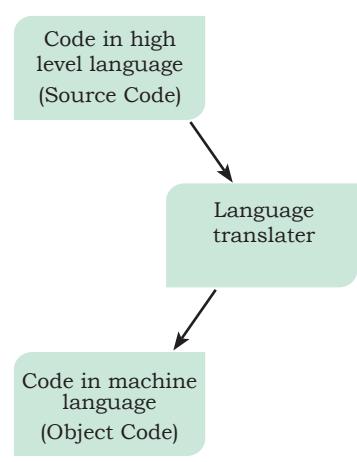 Code in high
level language
(Source Code)
Language
translater
Code in machine
language
(Object Code)